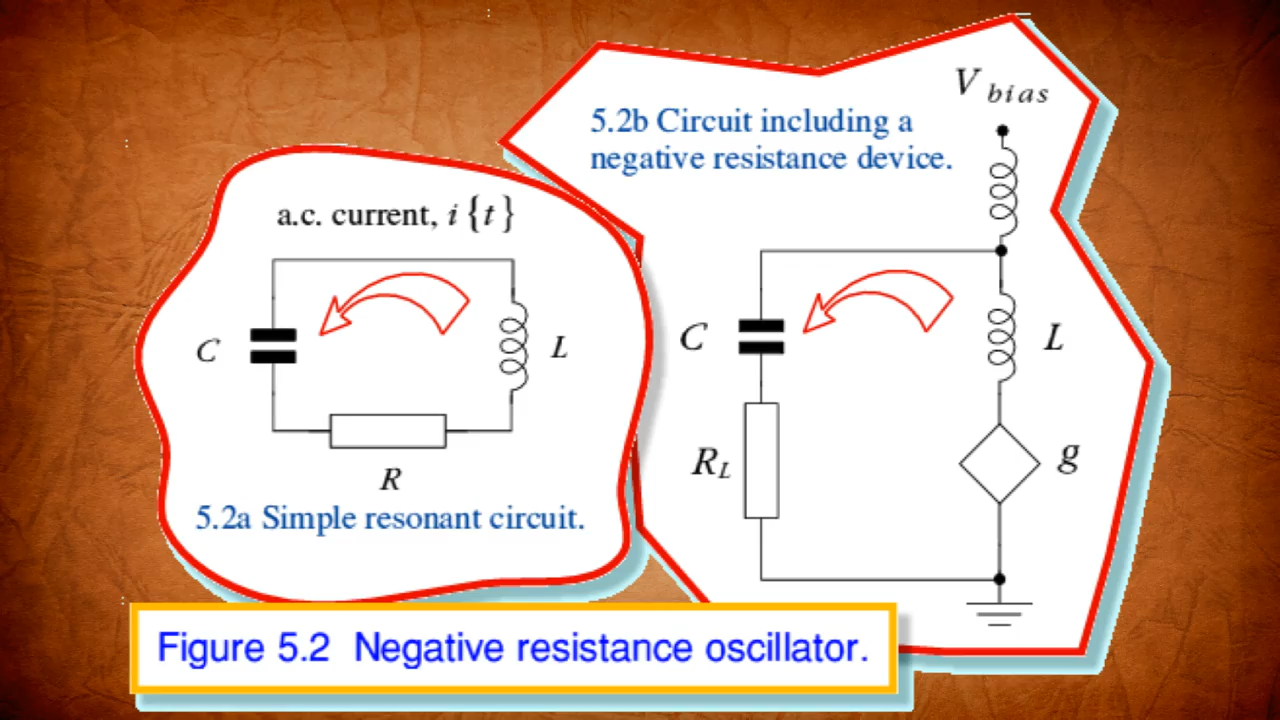 a.c. current, i {t}
C
L
R
5.2a Simple resonant circuit.
V bias
5.2b Circuit including a
negative resistance device.
C
L
RL
g
Figure 5.2 Negative resistance oscillator.